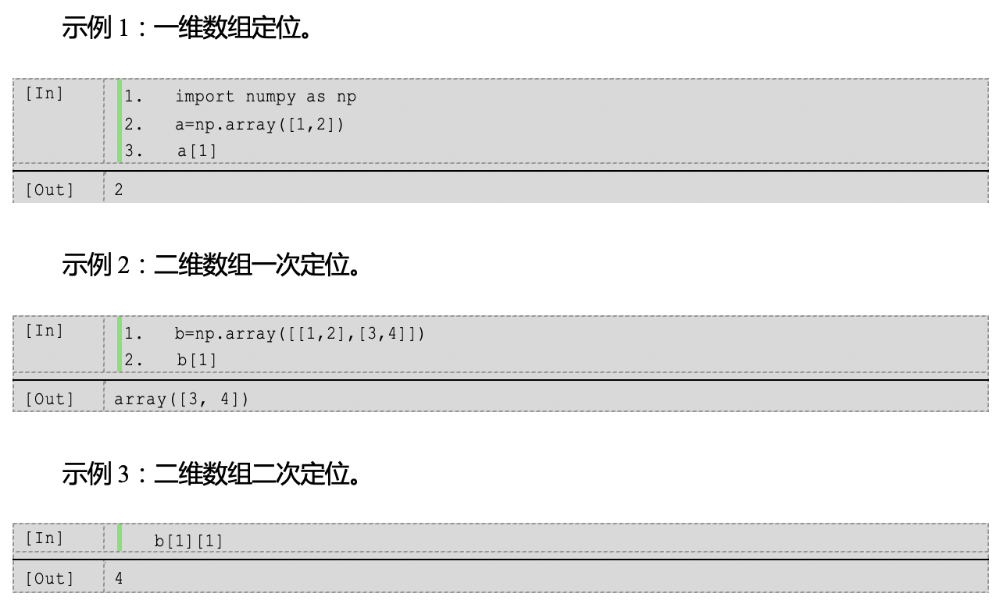 示例 1：一维数组定位。
[In] 1. import numpy as np
2. a=np.array([1,2])
3. a[1]
[Out] 2
示例 2：二维数组一次定位。
[In] 1. b=np.array([[1,2],[3,4]])
2. b[1]
[Out] array([3, 4])
示例 3：二维数组二次定位。
[In] b[1][1]
[Out] 4